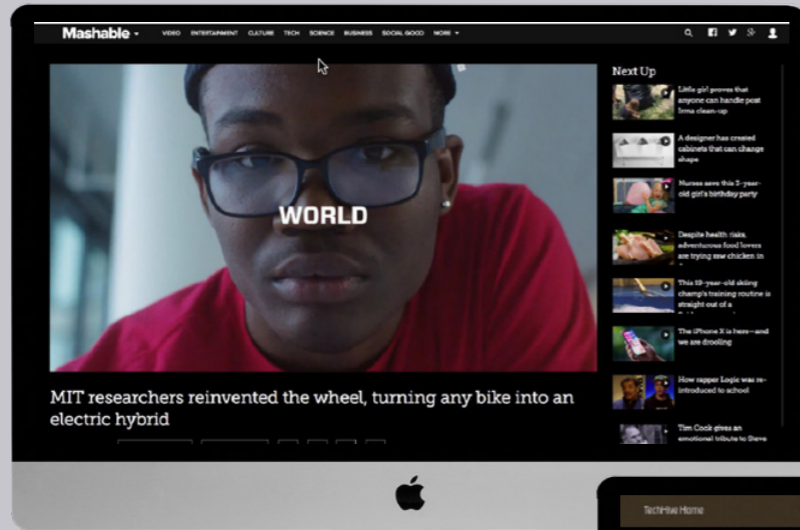 Mashable
VIDEO ENTERTAINMENT CULTURE TECH SCIENCE BUSINESS SOCIAL GOOD MORE
WORLD
MIT researchers reinvented the wheel, turning any bike into an
electric hybrid
Next Up
Little girl proves that
anyone can handle post
Irma clean-up
A designer has created
cabinets that can change
shape
Nurses save this 3-year-
old girl's birthday party
Despite health risks,
adventurous food lovers
are trying raw chicken in
This 19-year-old skiing
champ's training routine is
straight out of a
The iPhone X is here—and
we are drooling
How rapper Logic was re-
introduced to school
Tim Cook gives an
emotional tribute to Steve
TechHive Home